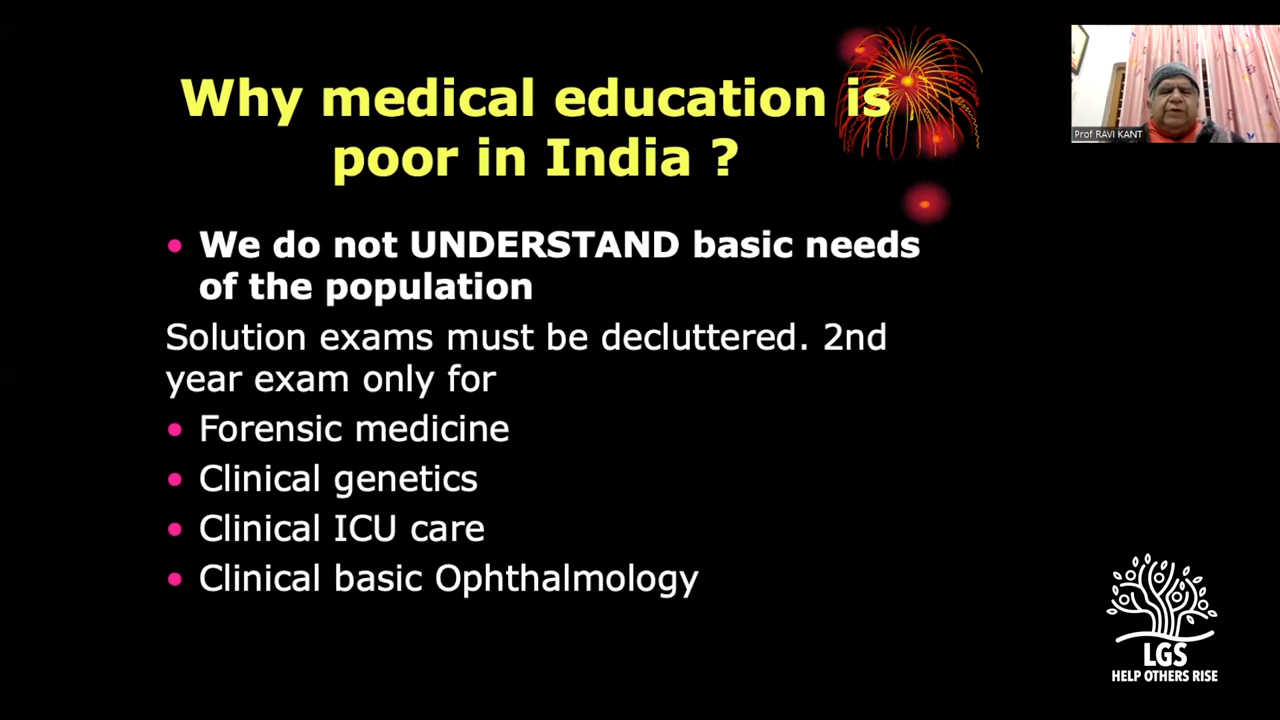 Why medical education is
poor in India ?
• We do not UNDERSTAND basic needs
of the population
Solution exams must be decluttered. 2nd
year exam only for
• Forensic medicine
• Clinical genetics
• Clinical ICU care
• Clinical basic Ophthalmology
Prof RAVI KANT
LGS
HELP OTHERS RISE